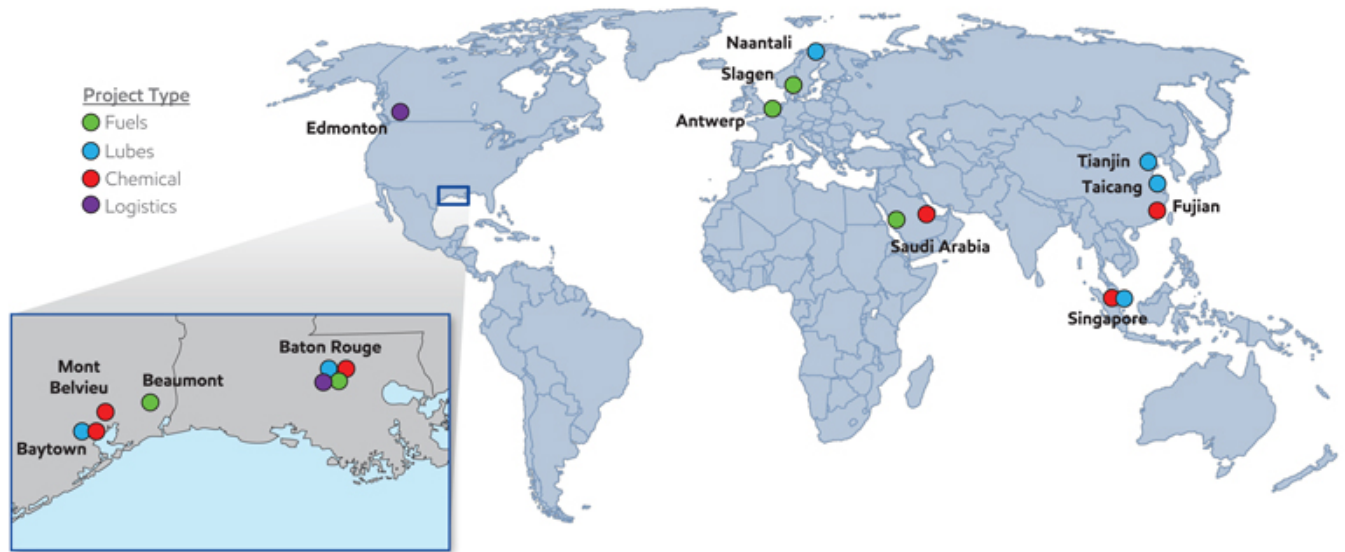 Project Type
Fuels
Lubes
Chemical
Logistics
Edmonton
Naantali
Slagen
Antwerp
Tianjin
Taicang
Fujian
Saudi Arabia
Singapore
Mont
Belvieu
Beaumont
Baton Rouge
Baytown